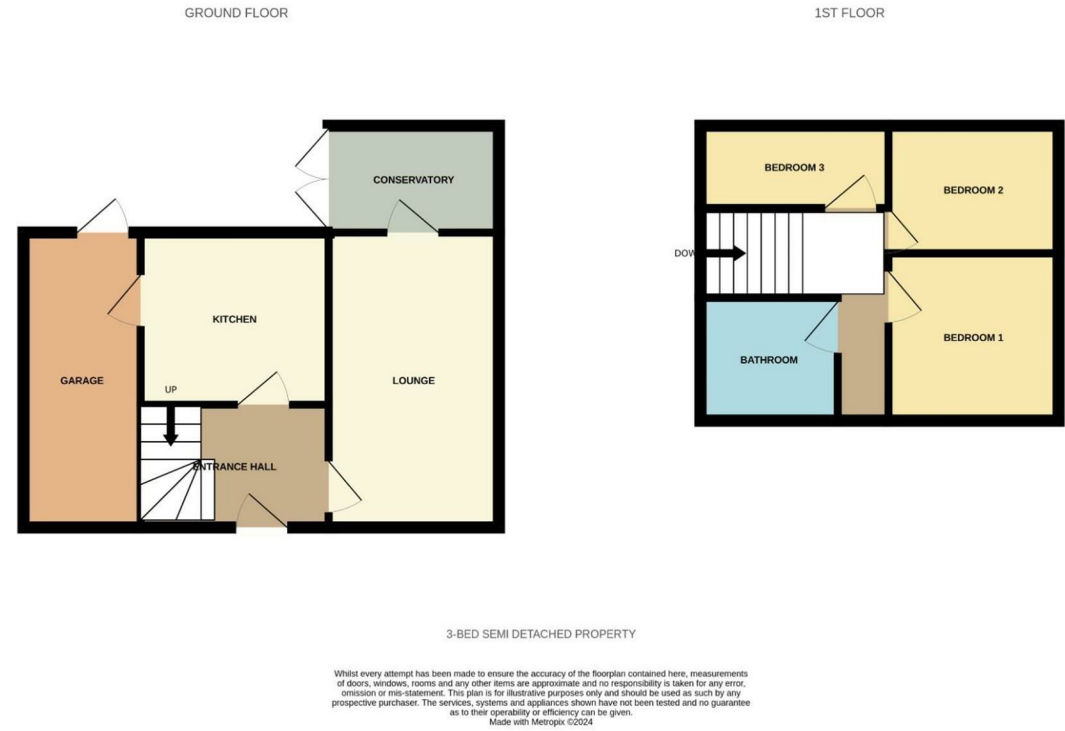 GROUND FLOOR
1ST FLOOR
CONSERVATORY
KITCHEN
GARAGE
LOUNGE
UP
ENTRANCE HALL
BEDROOM 3
BEDROOM 2
DOW
BEDROOM 1
BATHROOM
3-BED SEMI DETACHED PROPERTY
Whilst every attempt has been made to ensure the accuracy of the floorplan contained here, measurements
of doors, windows, rooms and any other items are approximate and no responsibility is taken for any error,
omission or mis-statement. This plan is for illustrative purposes only and should be used as such by any
prospective purchaser. The services, systems and appliances shown have not been tested and no guarantee
as to their operability or efficiency can be given.
Made with Metropix ©2024